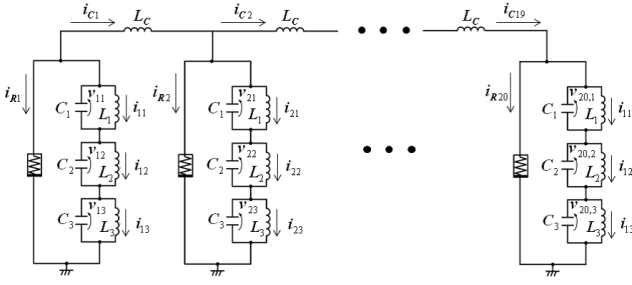 i_C1 L_C i_C2 L_C L_C i_C19
i_R1 C_1 v_11 L_1 i_11 i_R2 C_1 v_21 L_1 i_21 i_R20 C_1 v_20,1 L_1 i_11
C_2 v_12 L_2 i_12 C_2 v_22 L_2 i_22 C_2 v_20,2 L_2 i_12
C_3 v_13 L_3 i_13 C_3 v_23 L_3 i_23 C_3 v_20,3 L_3 i_13